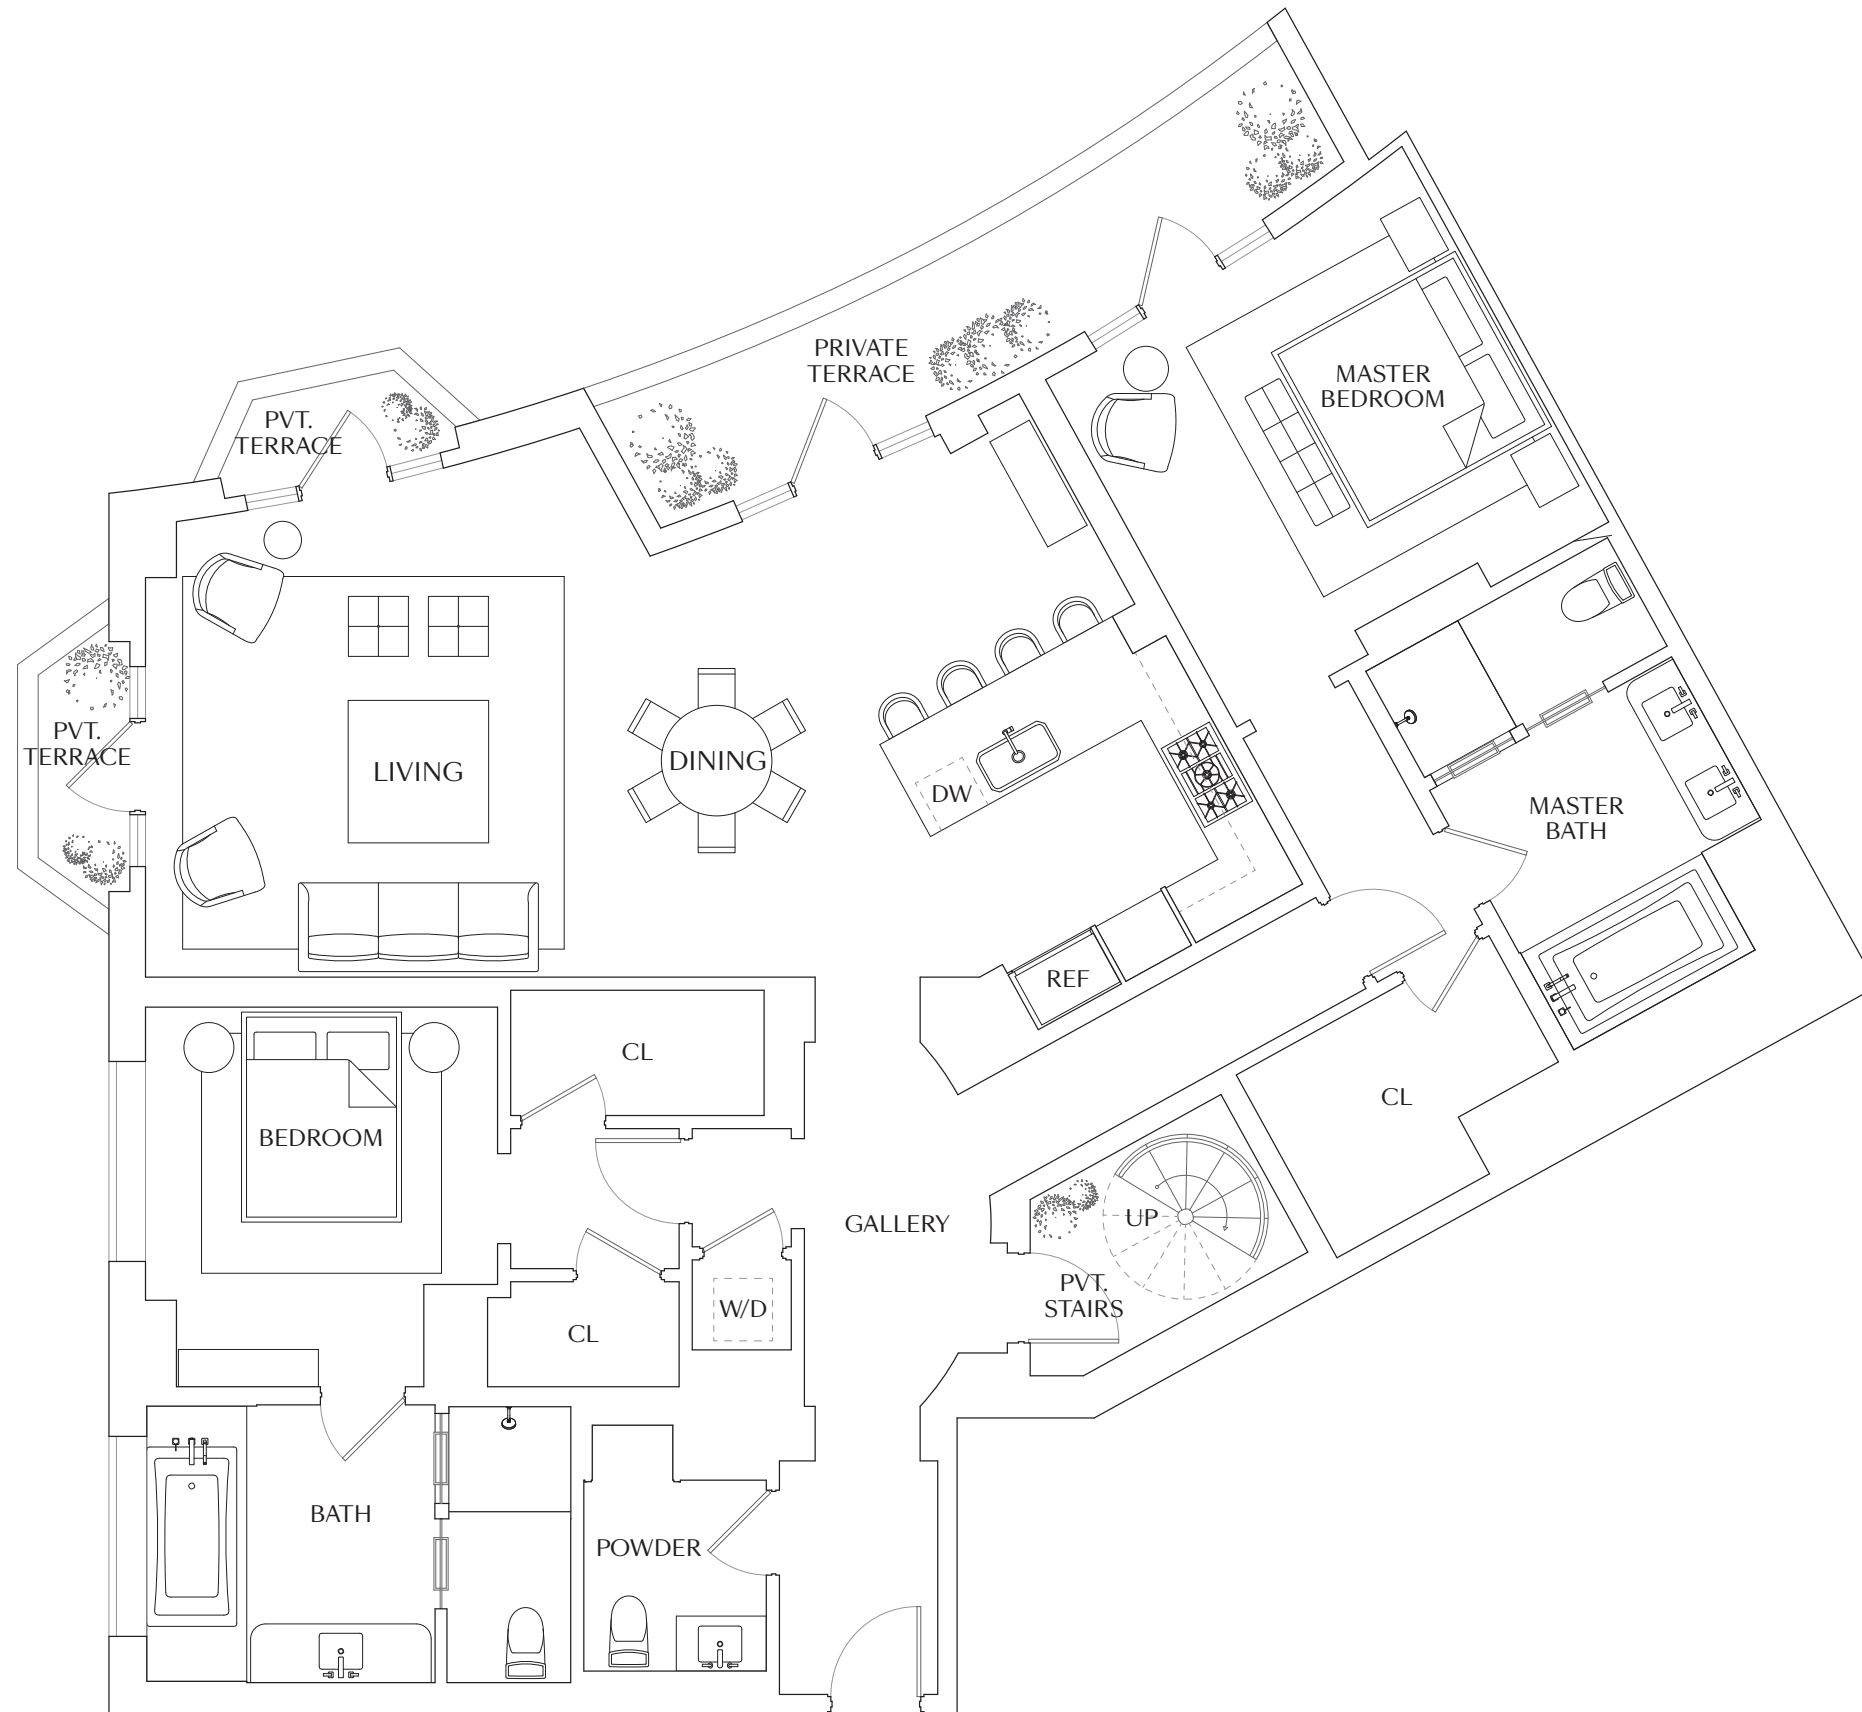 PRIVATE
TERRACE
MASTER
BEDROOM
PVT.
TERRACE
PVT.
TERRACE
LIVING
DINING
DW
MASTER
BATH
REF
CL
CL
BEDROOM
GALLERY
UP
PVT.
STAIRS
W/D
CL
BATH
POWDER